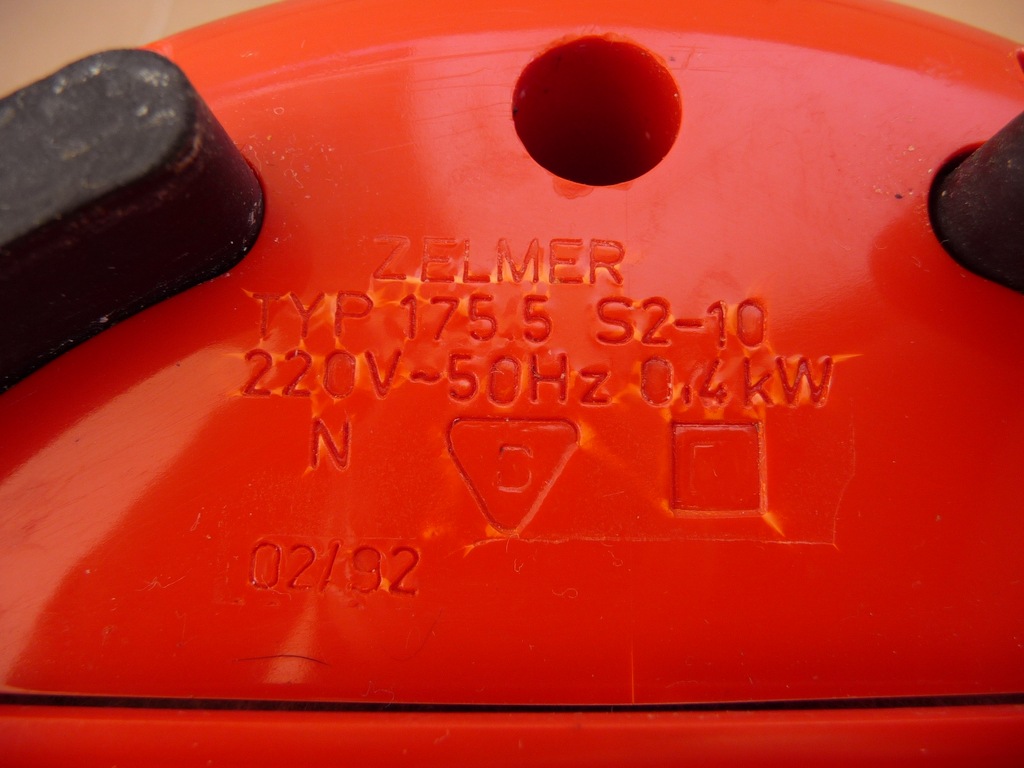 ZELMER
TYP 175.5 S2-10
220V~50Hz 0,4kW
N
02/92